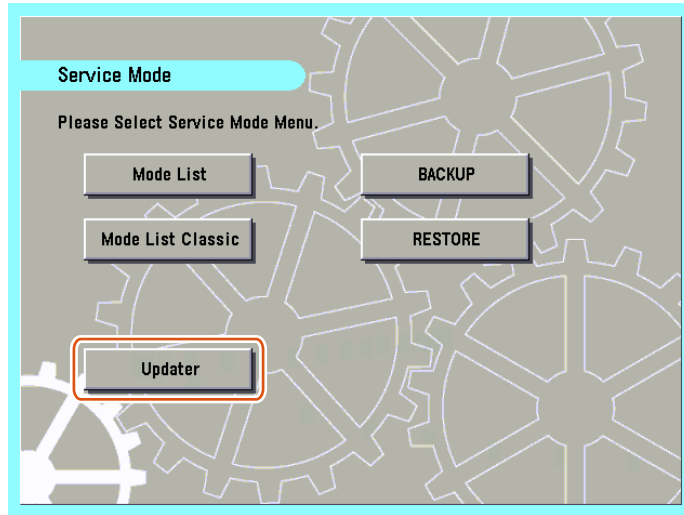 Service Mode
Please Select Service Mode Menu.
Mode List
BACKUP
Mode List Classic
RESTORE
Updater